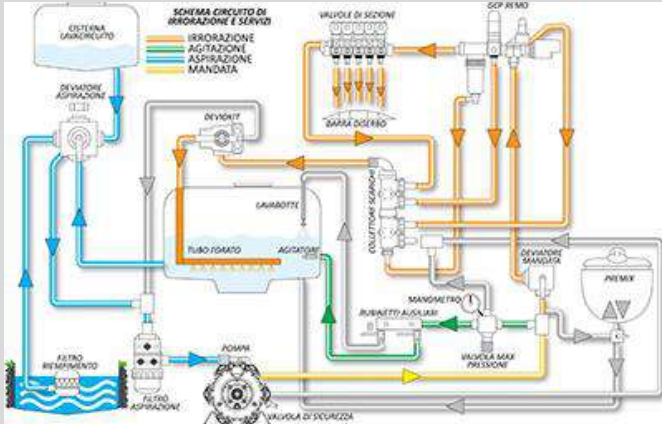 SCHEMA CIRCUITO DI
IRRORAZIONE E SERVIZI
IRRORAZIONE
AGITAZIONE
ASPIRAZIONE
MANDATA
CISTERNA
LAVACIRCUITO
DEVIATORE
ASPIRAZIONE
VALVOLE DI SEZIONE
GCP REMO
DEVIOKIT
BARRA DISERBO
COLLETTORE SCARICHI
LAVABOTTE
TUBO FORATO
AGITATORE
DEVIATORE
MANDATA
PREMIX
MANOMETRO
RUBINETTI AUSILIARI
VALVOLA MAX
PRESSIONE
POMPA
FILTRO
RIEMPIMENTO
FILTRO
ASPIRAZIONE
VALVOLA DI SICUREZZA